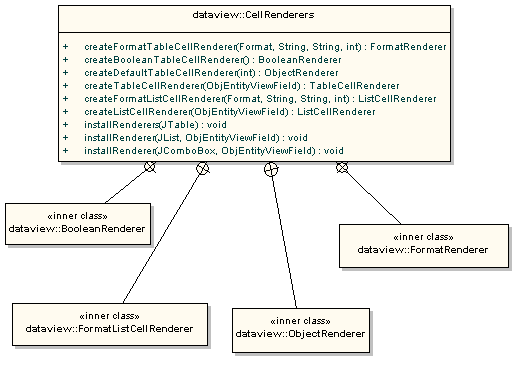 dataview::CellRenderers
+ createFormatTableCellRenderer(Format, String, String, int) : FormatRenderer
+ createBooleanTableCellRenderer() : BooleanRenderer
+ createDefaultTableCellRenderer(int) : ObjectRenderer
+ createTableCellRenderer(ObjEntityViewField) : TableCellRenderer
+ createFormatListCellRenderer(Format, String, String, int) : ListCellRenderer
+ createListCellRenderer(ObjEntityViewField) : ListCellRenderer
+ installRenderers(JTable) : void
+ installRenderer(JList, ObjEntityViewField) : void
+ installRenderer(JComboBox, ObjEntityViewField) : void
«inner class»
dataview::BooleanRenderer
«inner class»
dataview::FormatRenderer
«inner class»
dataview::FormatListCellRenderer
«inner class»
dataview::ObjectRenderer